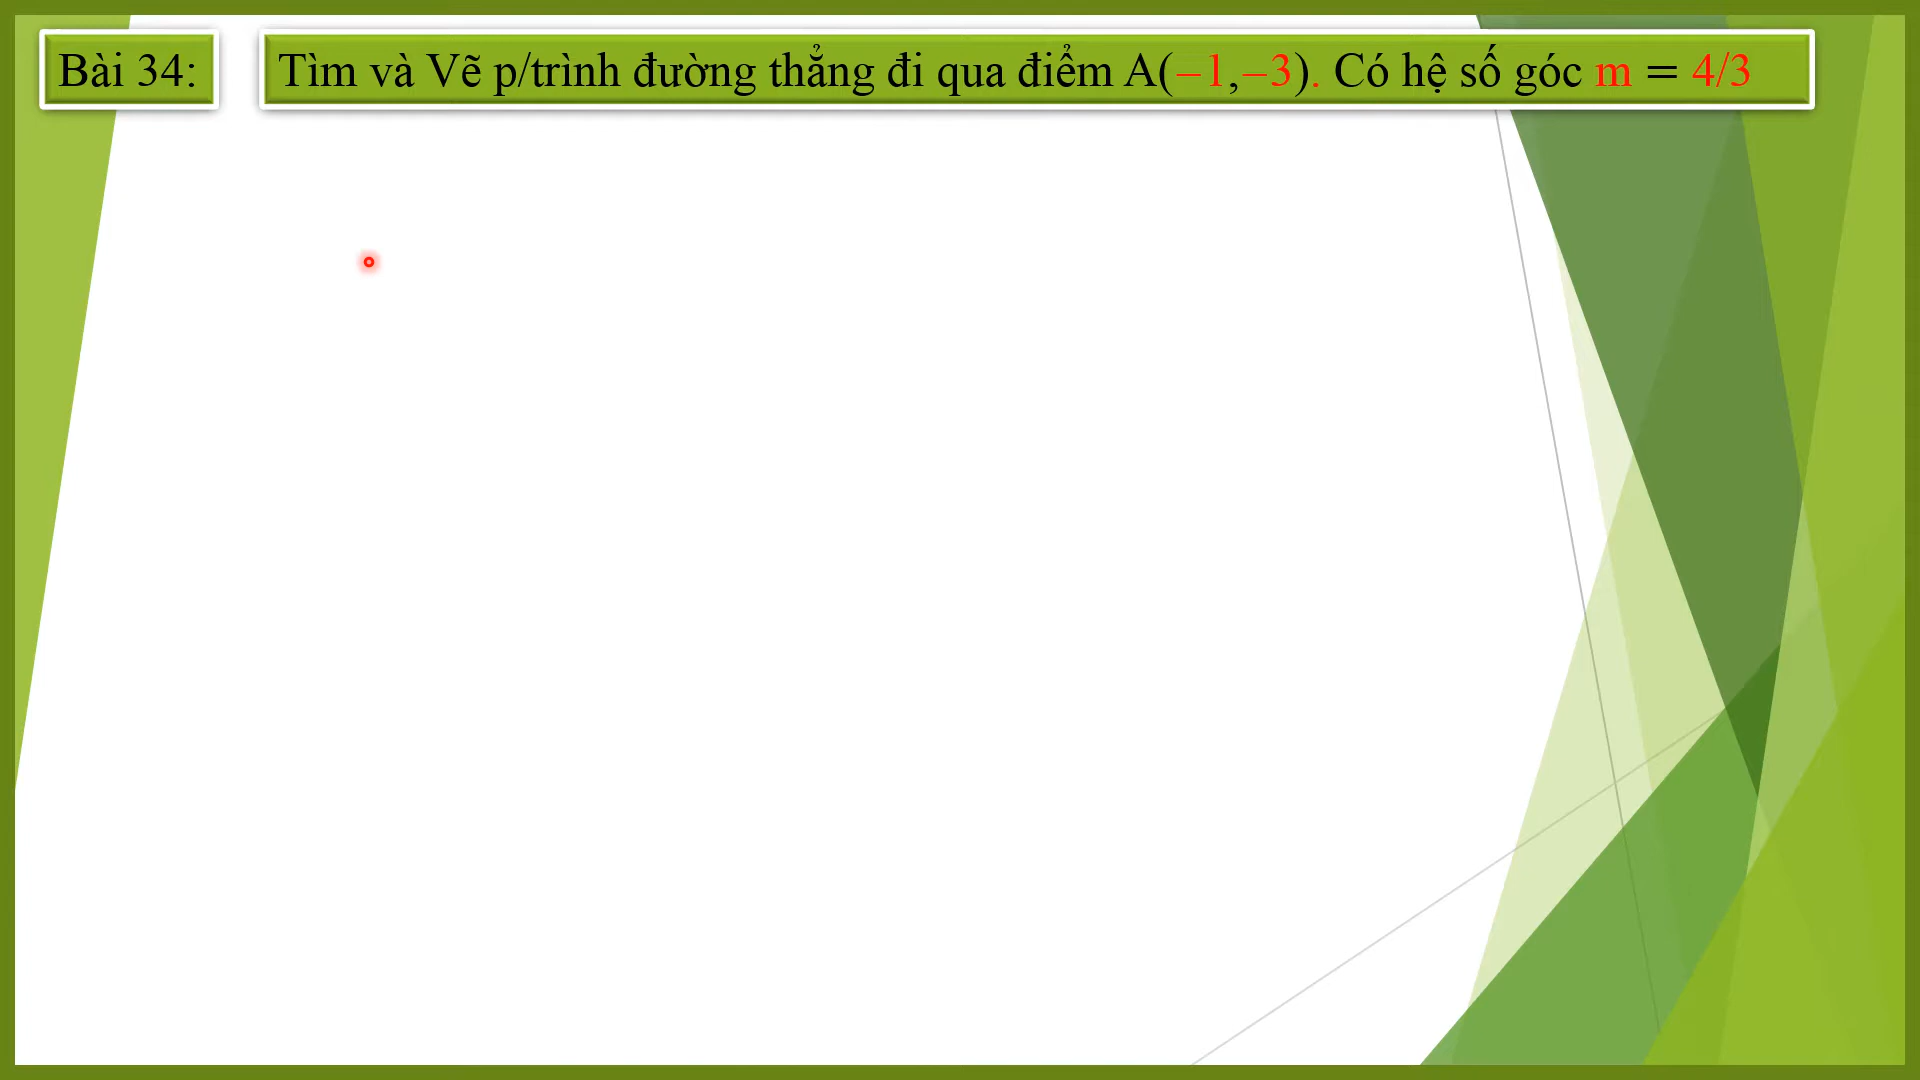 Bài 34:
Tìm và Vẽ p/trình đường thẳng đi qua điểm A(−1,−3). Có hệ số góc m = 4/3